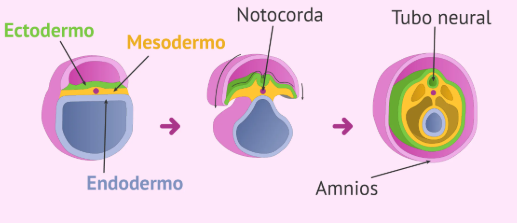 Ectodermo
Mesodermo
Endodermo
Notocorda
Tubo neural
Amnios